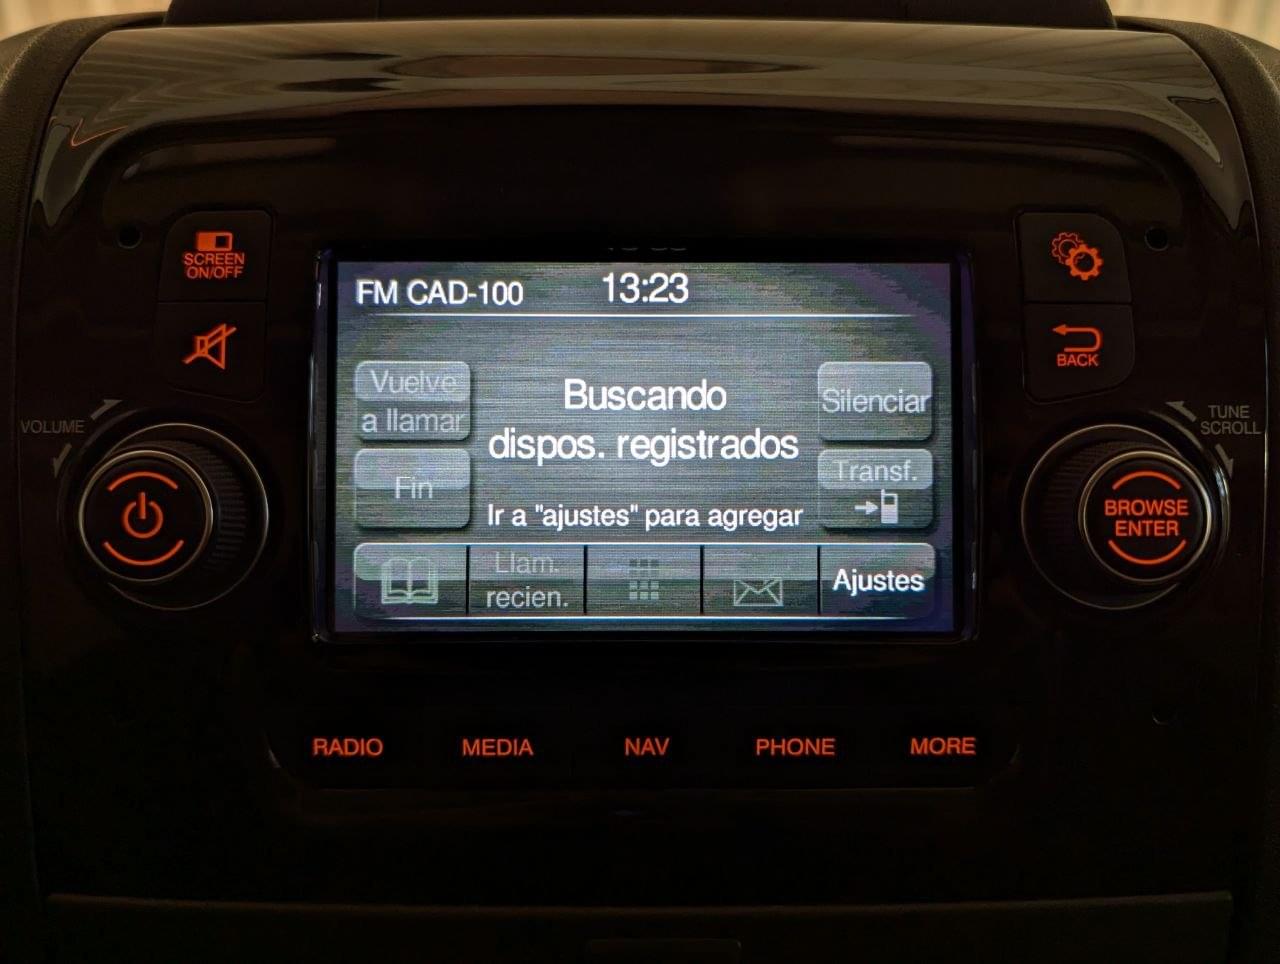 SCREEN
ON/OFF
BACK
VOLUME
TUNE
SCROLL
FM CAD-100 13:23
Vuelve
a llamar
Fin
Buscando
dispos. registrados
Ir a "ajustes" para agregar
Silenciar
Transf.
Llam.
recien.
Ajustes
BROWSE
ENTER
RADIO MEDIA NAV PHONE MORE